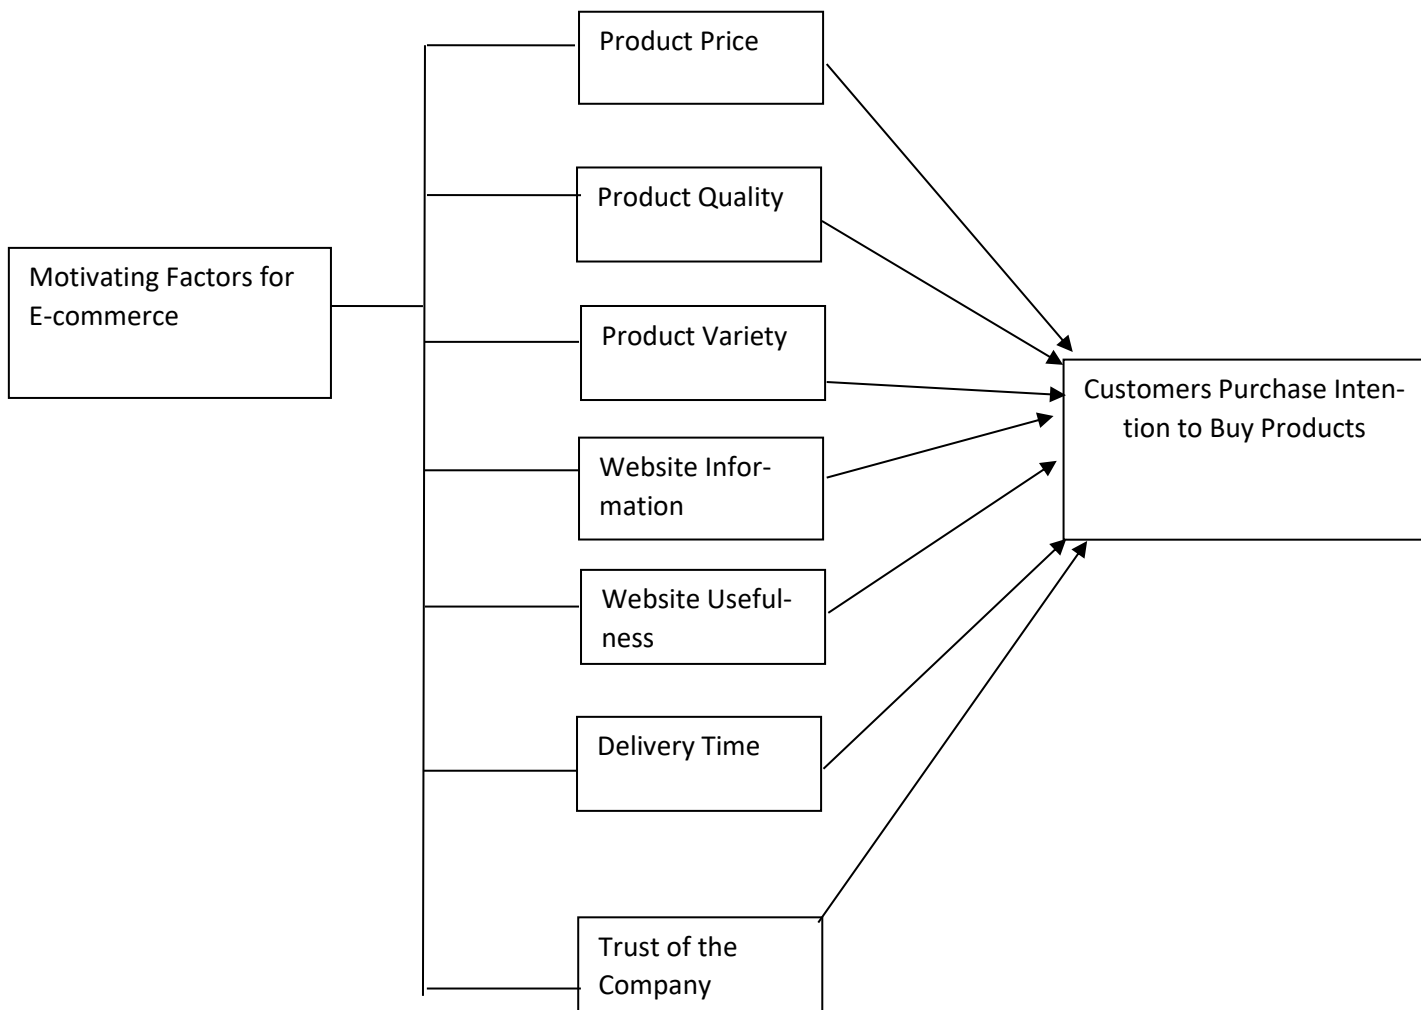 Product Price
Product Quality
Motivating Factors for
E-commerce
Product Variety
Customers Purchase Inten-
tion to Buy Products
Website Infor-
mation
Website Useful-
ness
Delivery Time
Trust of the
Company